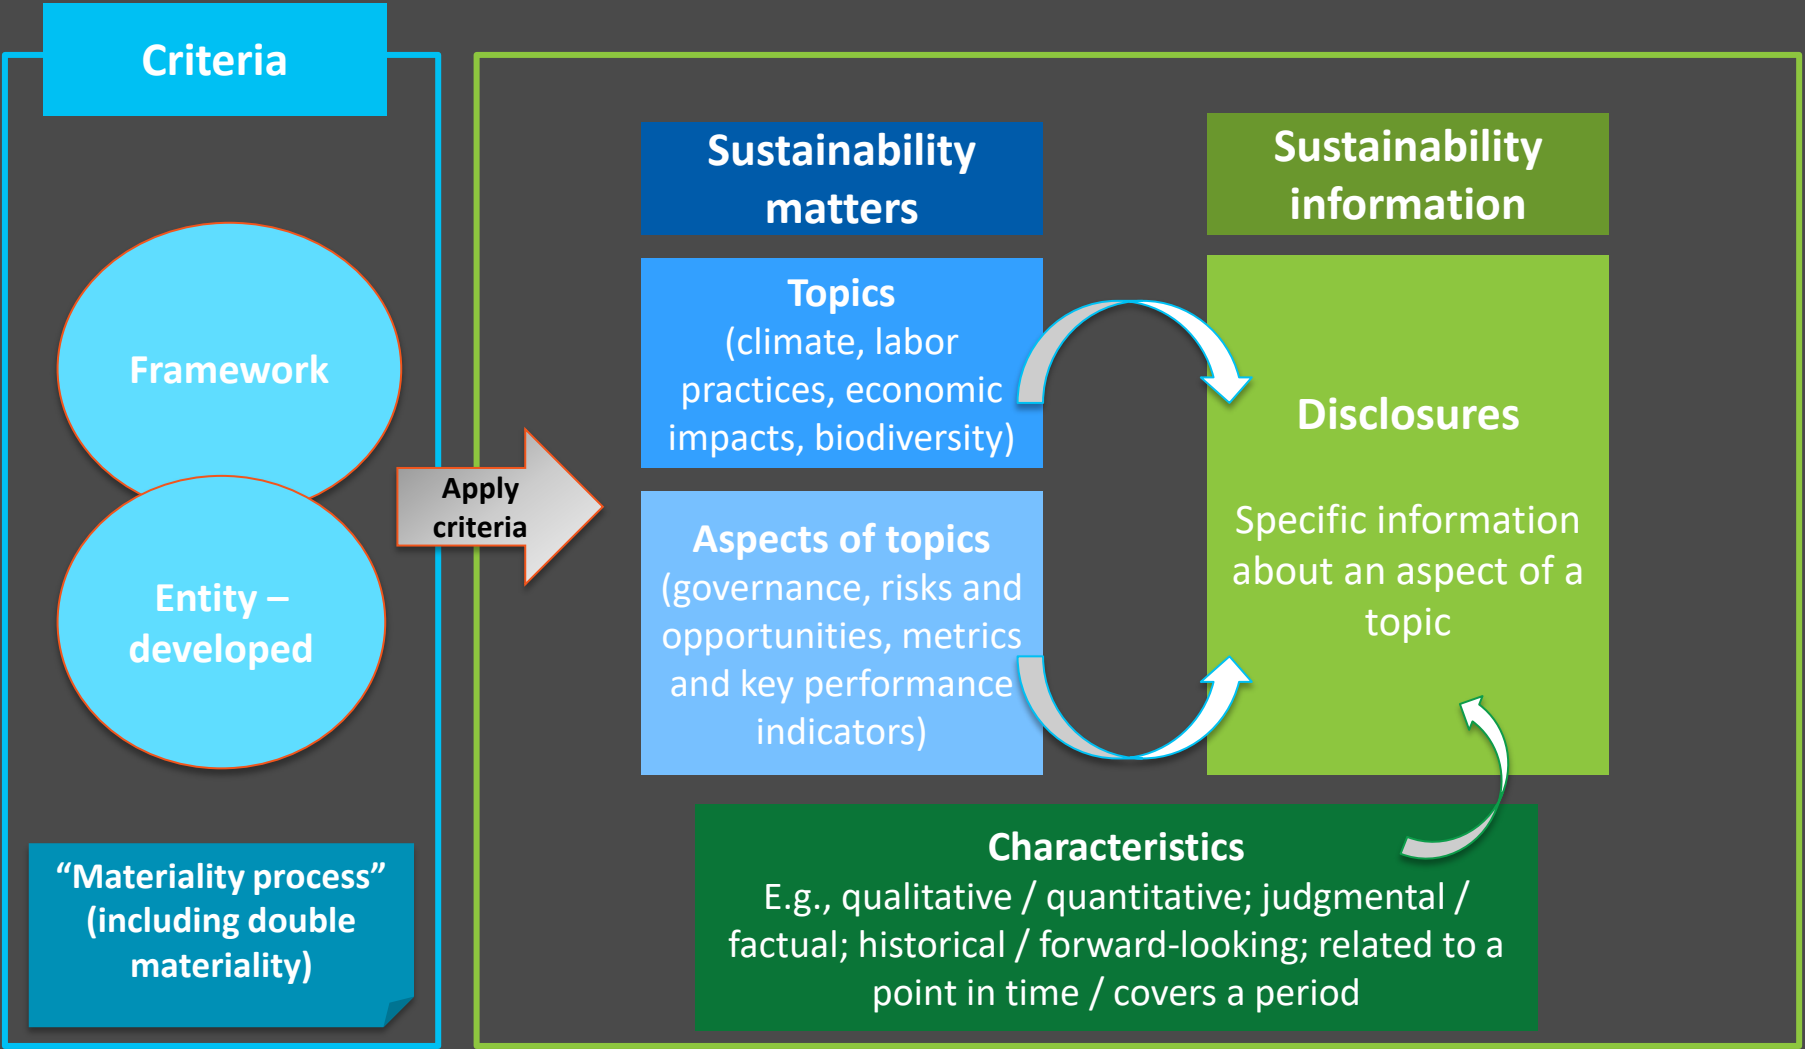 Criteria
Framework
Entity –
developed
“Materiality process”
(including double
materiality)
Apply
criteria
Sustainability
matters
Topics
(climate, labor
practices, economic
impacts, biodiversity)
Aspects of topics
(governance, risks and
opportunities, metrics
and key performance
indicators)
Sustainability
information
Disclosures
Specific information
about an aspect of a
topic
Characteristics
E.g., qualitative / quantitative; judgmental /
factual; historical / forward-looking; related to a
point in time / covers a period